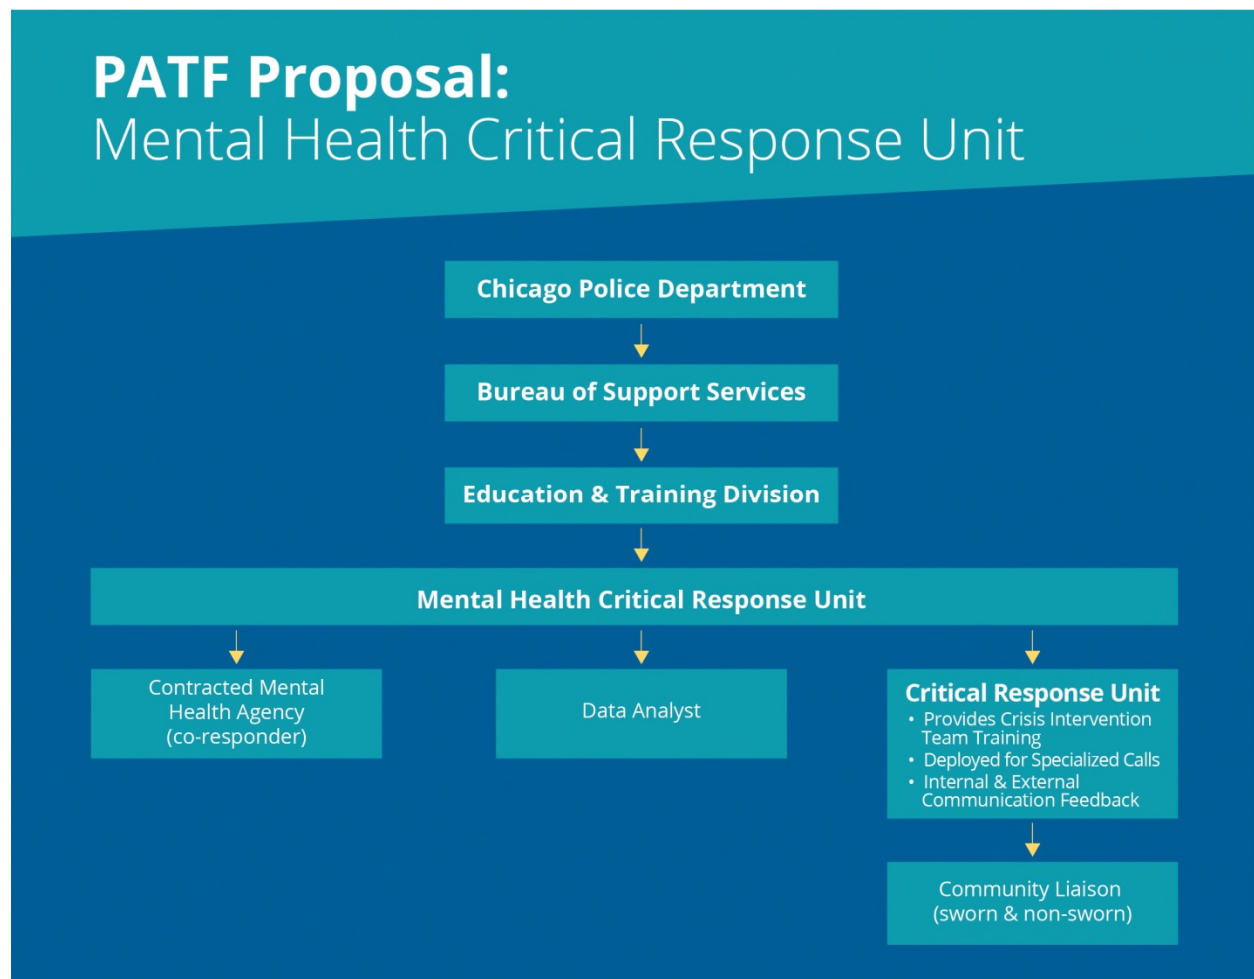 PATF Proposal:
Mental Health Critical Response Unit
Chicago Police Department
Bureau of Support Services
Education & Training Division
Mental Health Critical Response Unit
Contracted Mental
Health Agency
(co-responder)
Data Analyst
Critical Response Unit
• Provides Crisis Intervention
Team Training
• Deployed for Specialized Calls
• Internal & External
Communication Feedback
Community Liaison
(sworn & non-sworn)